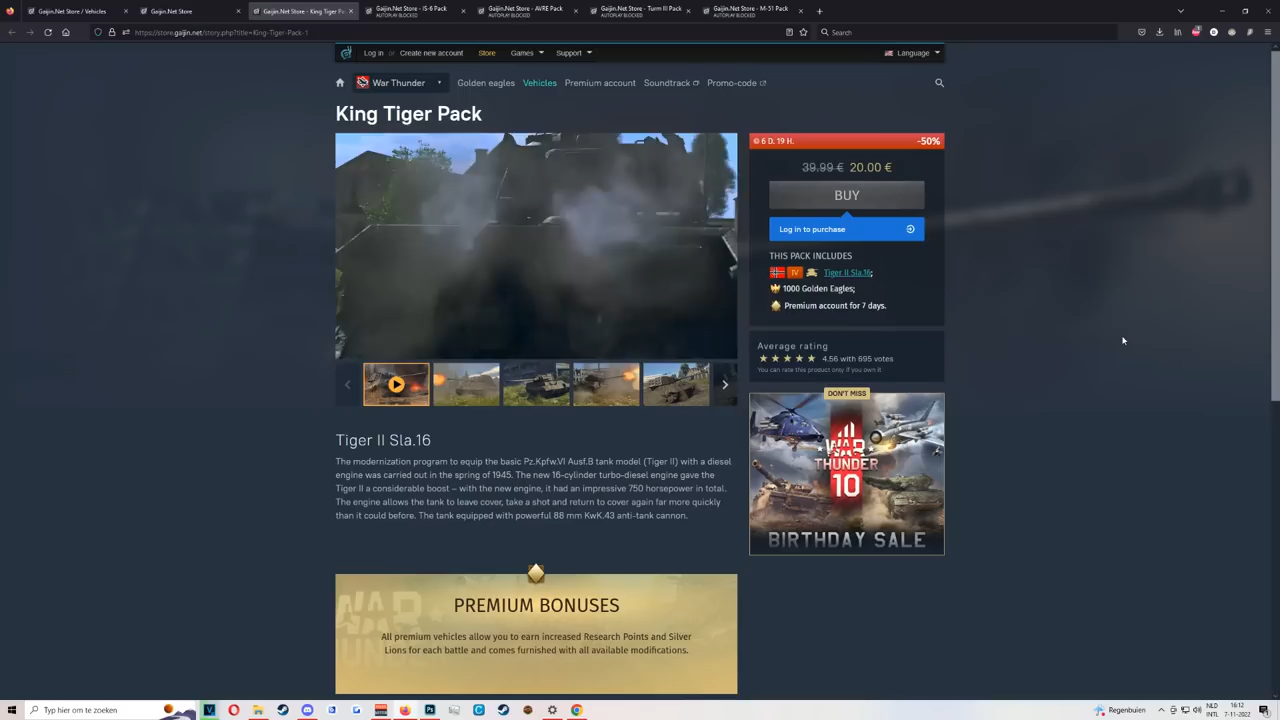 Gaijin.Net Store / Vehicles
Gaijin.Net Store
Gaijin.Net Store - King Tiger Pa
Gaijin.Net Store - IS-6 Pack
AUTOPLAY BLOCKED
Gaijin.Net Store - AVRE Pack
AUTOPLAY BLOCKED
Gaijin.Net Store - Turm III Pack
AUTOPLAY BLOCKED
Gaijin.Net Store - M-51 Pack
AUTOPLAY BLOCKED
https://store.gaijin.net/story.php?title=King-Tiger-Pack-1
Search
Log in or Create new account
Store
Games
Support
Language
War Thunder
Golden eagles
Vehicles
Premium account
Soundtrack
Promo-code
King Tiger Pack
6 D. 19 H.
-50%
39.99 € 20.00 €
BUY
Log in to purchase
THIS PACK INCLUDES
IV Tiger II Sla.16;
1000 Golden Eagles;
Premium account for 7 days.
Average rating
4.56 with 695 votes
You can rate this product only if you own it
DON'T MISS
WAR
THUNDER
10
BIRTHDAY SALE
Tiger II Sla.16
The modernization program to equip the basic Pz.Kpfw.VI Ausf.B tank model (Tiger II) with a diesel
engine was carried out in the spring of 1945. The new 16-cylinder turbo-diesel engine gave the
Tiger II a considerable boost – with the new engine, it had an impressive 750 horsepower in total.
The engine allows the tank to leave cover, take a shot and return to cover again far more quickly
than it could before. The tank equipped with powerful 88 mm KwK.43 anti-tank cannon.
PREMIUM BONUSES
All premium vehicles allow you to earn increased Research Points and Silver
Lions for each battle and comes furnished with all available modifications.
Typ hier om te zoeken
Regenbuien
NLD
INTL
16:12
7-11-2022